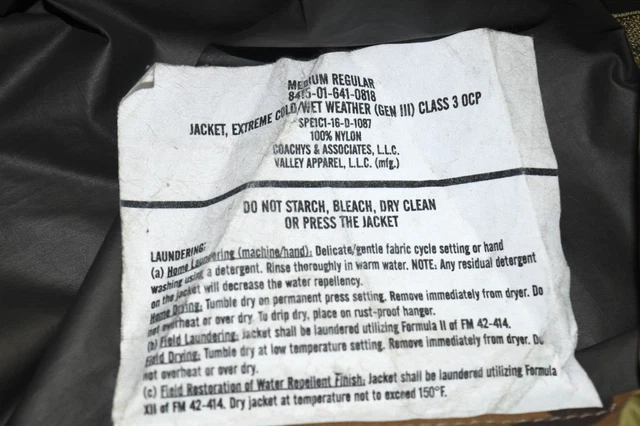 MEDIUM REGULAR
8415-01-641-0818
JACKET, EXTREME COLD/WET WEATHER (GEN III) CLASS 3 OCP
SPE1C1-16-D-1087
100% NYLON
COACHYS & ASSOCIATES, L.L.C.
VALLEY APPAREL, L.L.C. (mfg.)
DO NOT STARCH, BLEACH, DRY CLEAN
OR PRESS THE JACKET
LAUNDERING:
(a) Home Laundering (machine/hand): Delicate/gentle fabric cycle setting or hand
washing using a detergent. Rinse thoroughly in warm water. NOTE: Any residual detergent
on the jacket will decrease the water repellency.
Home Drying: Tumble dry on permanent press setting. Remove immediately from dryer. Do
not overheat or over dry. To drip dry, place on rust-proof hanger.
(b) Field Laundering: Jacket shall be laundered utilizing Formula II of FM 42-414.
Field Drying: Tumble dry at low temperature setting. Remove immediately from dryer. Do
not overheat or over dry.
(c) Field Restoration of Water Repellent Finish: Jacket shall be laundered utilizing Formula
XII of FM 42-414. Dry jacket at temperature not to exceed 150°F.